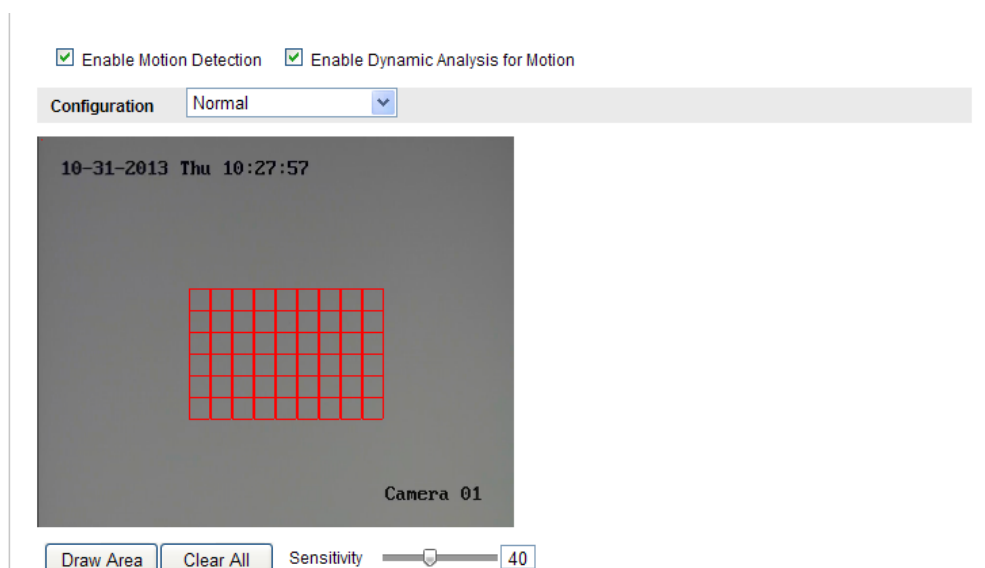 Enable Motion Detection Enable Dynamic Analysis for Motion
Configuration Normal
10-31-2013 Thu 10:27:57
Camera 01
Draw Area Clear All Sensitivity 40